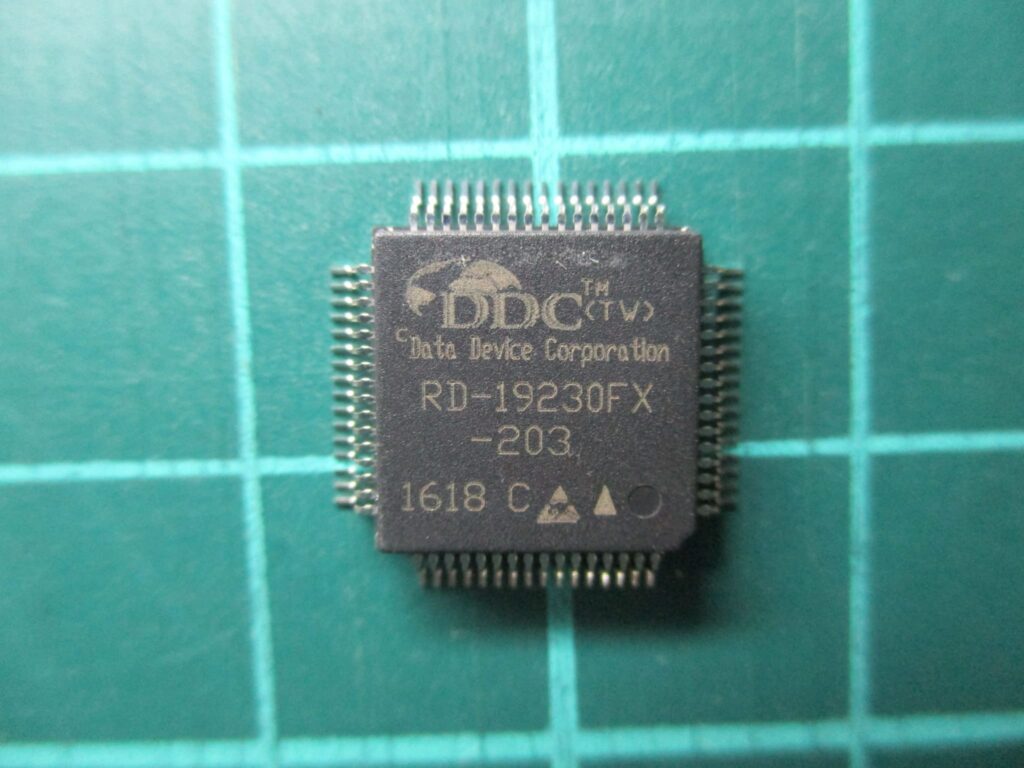 DDC™(TW)
©Data Device Corporation
RD-19230FX
-203
1618 C